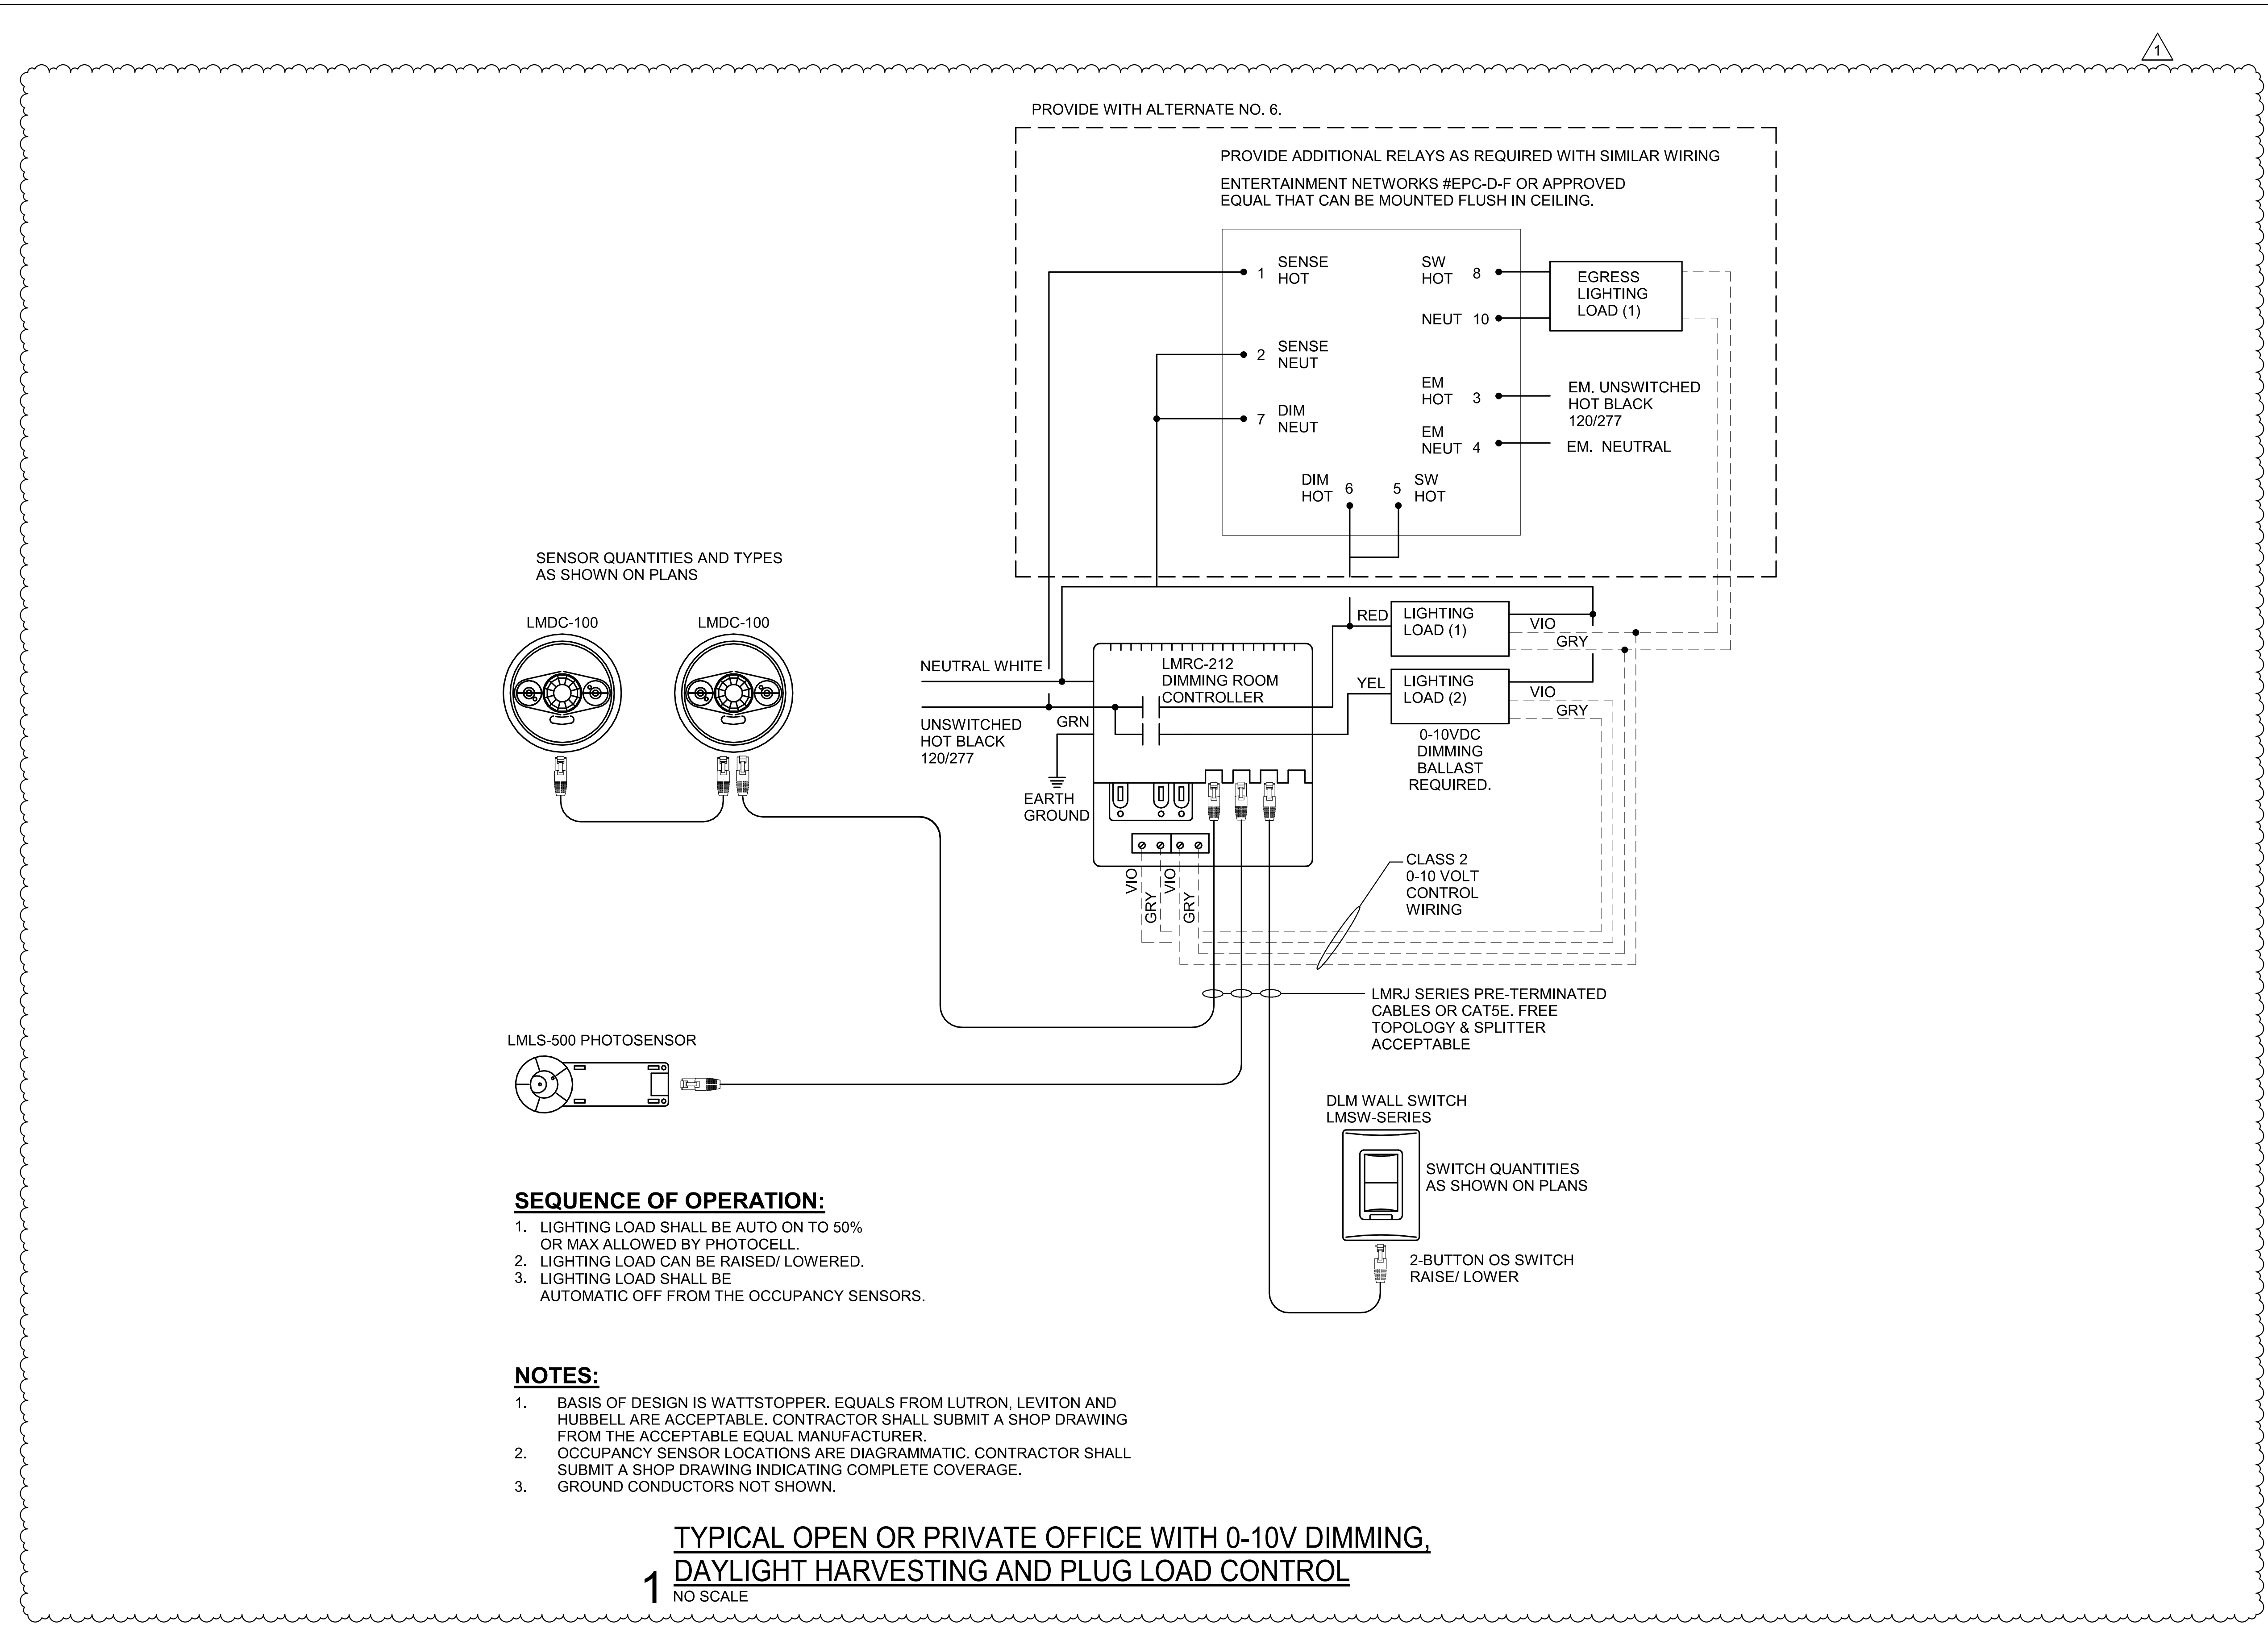 1
PROVIDE WITH ALTERNATE NO. 6.
PROVIDE ADDITIONAL RELAYS AS REQUIRED WITH SIMILAR WIRING
ENTERTAINMENT NETWORKS #EPC-D-F OR APPROVED
EQUAL THAT CAN BE MOUNTED FLUSH IN CEILING.
1 SENSE
HOT
SW
HOT 8
EGRESS
LIGHTING
LOAD (1)
NEUT 10
2 SENSE
NEUT
EM
HOT 3
EM. UNSWITCHED
HOT BLACK
120/277
7 DIM
NEUT
EM
NEUT 4
EM. NEUTRAL
DIM
HOT 6
5 SW
HOT
SENSOR QUANTITIES AND TYPES
AS SHOWN ON PLANS
LMDC-100
LMDC-100
NEUTRAL WHITE
UNSWITCHED
HOT BLACK
120/277
GRN
EARTH
GROUND
LMRC-212
DIMMING ROOM
CONTROLLER
RED
LIGHTING
LOAD (1)
VIO
GRY
YEL
LIGHTING
LOAD (2)
VIO
GRY
0-10VDC
DIMMING
BALLAST
REQUIRED.
VIO
GRY
VIO
GRY
CLASS 2
0-10 VOLT
CONTROL
WIRING
LMRJ SERIES PRE-TERMINATED
CABLES OR CAT5E. FREE
TOPOLOGY & SPLITTER
ACCEPTABLE
LMLS-500 PHOTOSENSOR
DLM WALL SWITCH
LMSW-SERIES
SWITCH QUANTITIES
AS SHOWN ON PLANS
2-BUTTON OS SWITCH
RAISE/ LOWER
SEQUENCE OF OPERATION:
1. LIGHTING LOAD SHALL BE AUTO ON TO 50%
OR MAX ALLOWED BY PHOTOCELL.
2. LIGHTING LOAD CAN BE RAISED/ LOWERED.
3. LIGHTING LOAD SHALL BE
AUTOMATIC OFF FROM THE OCCUPANCY SENSORS.
NOTES:
1. BASIS OF DESIGN IS WATTSTOPPER. EQUALS FROM LUTRON, LEVITON AND
HUBBELL ARE ACCEPTABLE. CONTRACTOR SHALL SUBMIT A SHOP DRAWING
FROM THE ACCEPTABLE EQUAL MANUFACTURER.
2. OCCUPANCY SENSOR LOCATIONS ARE DIAGRAMMATIC. CONTRACTOR SHALL
SUBMIT A SHOP DRAWING INDICATING COMPLETE COVERAGE.
3. GROUND CONDUCTORS NOT SHOWN.
TYPICAL OPEN OR PRIVATE OFFICE WITH 0-10V DIMMING,
1 DAYLIGHT HARVESTING AND PLUG LOAD CONTROL
NO SCALE